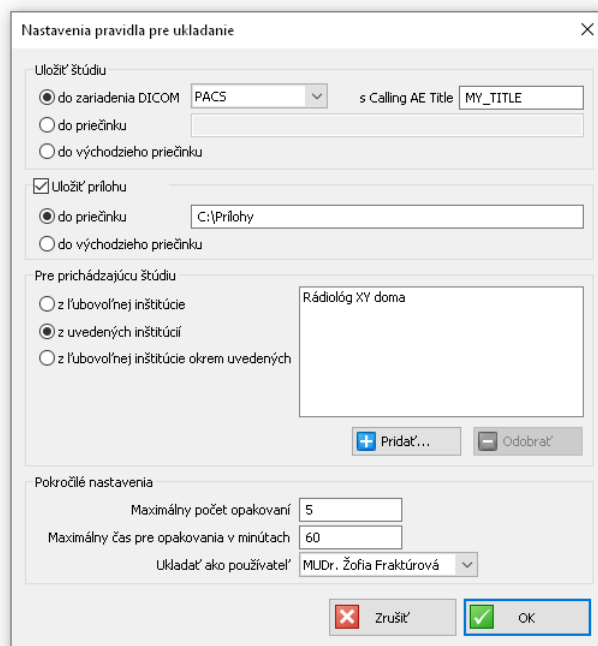 Nastavenia pravidla pre ukladanie
Uložiť štúdiu
do zariadenia DICOM PACS s Calling AE Title MY_TITLE
do priečinku
do východzieho priečinku
Uložiť prílohu
do priečinku C:\Prílohy
do východzieho priečinku
Pre prichádzajúcu štúdiu
z ľubovoľnej inštitúcie Rádiológ XY doma
z uvedených inštitúcií
z ľubovoľnej inštitúcie okrem uvedených
Pridať... Odobrať
Pokročilé nastavenia
Maximálny počet opakovaní 5
Maximálny čas pre opakovania v minútach 60
Ukladať ako používateľ MUDr. Žofia Fraktúrová
Zrušiť OK